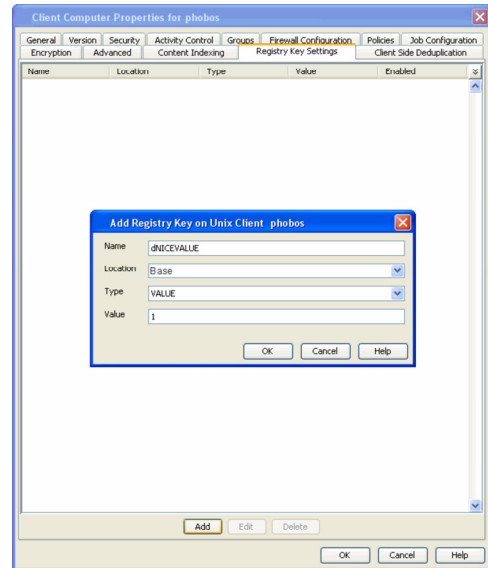 Client Computer Properties for phobos
General Version Security Activity Control Groups Firewall Configuration Policies Job Configuration
Encryption Advanced Content Indexing Registry Key Settings Client Side Deduplication
Name Location Type Value Enabled
Add Registry Key on Unix Client phobos
Name dNICEVALUE
Location Base
Type VALUE
Value 1
OK Cancel Help
Add Edit Delete
OK Cancel Help